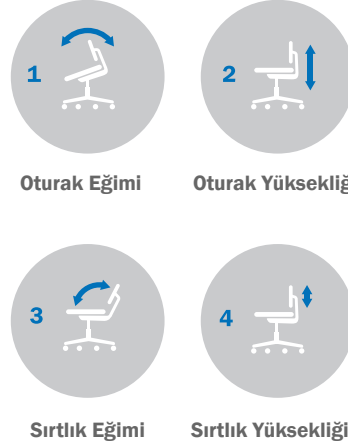 1
2
Oturak Eğimi
Oturak Yüksekliğ
3
4
Sırtlık Eğimi
Sırtlık Yüksekliği